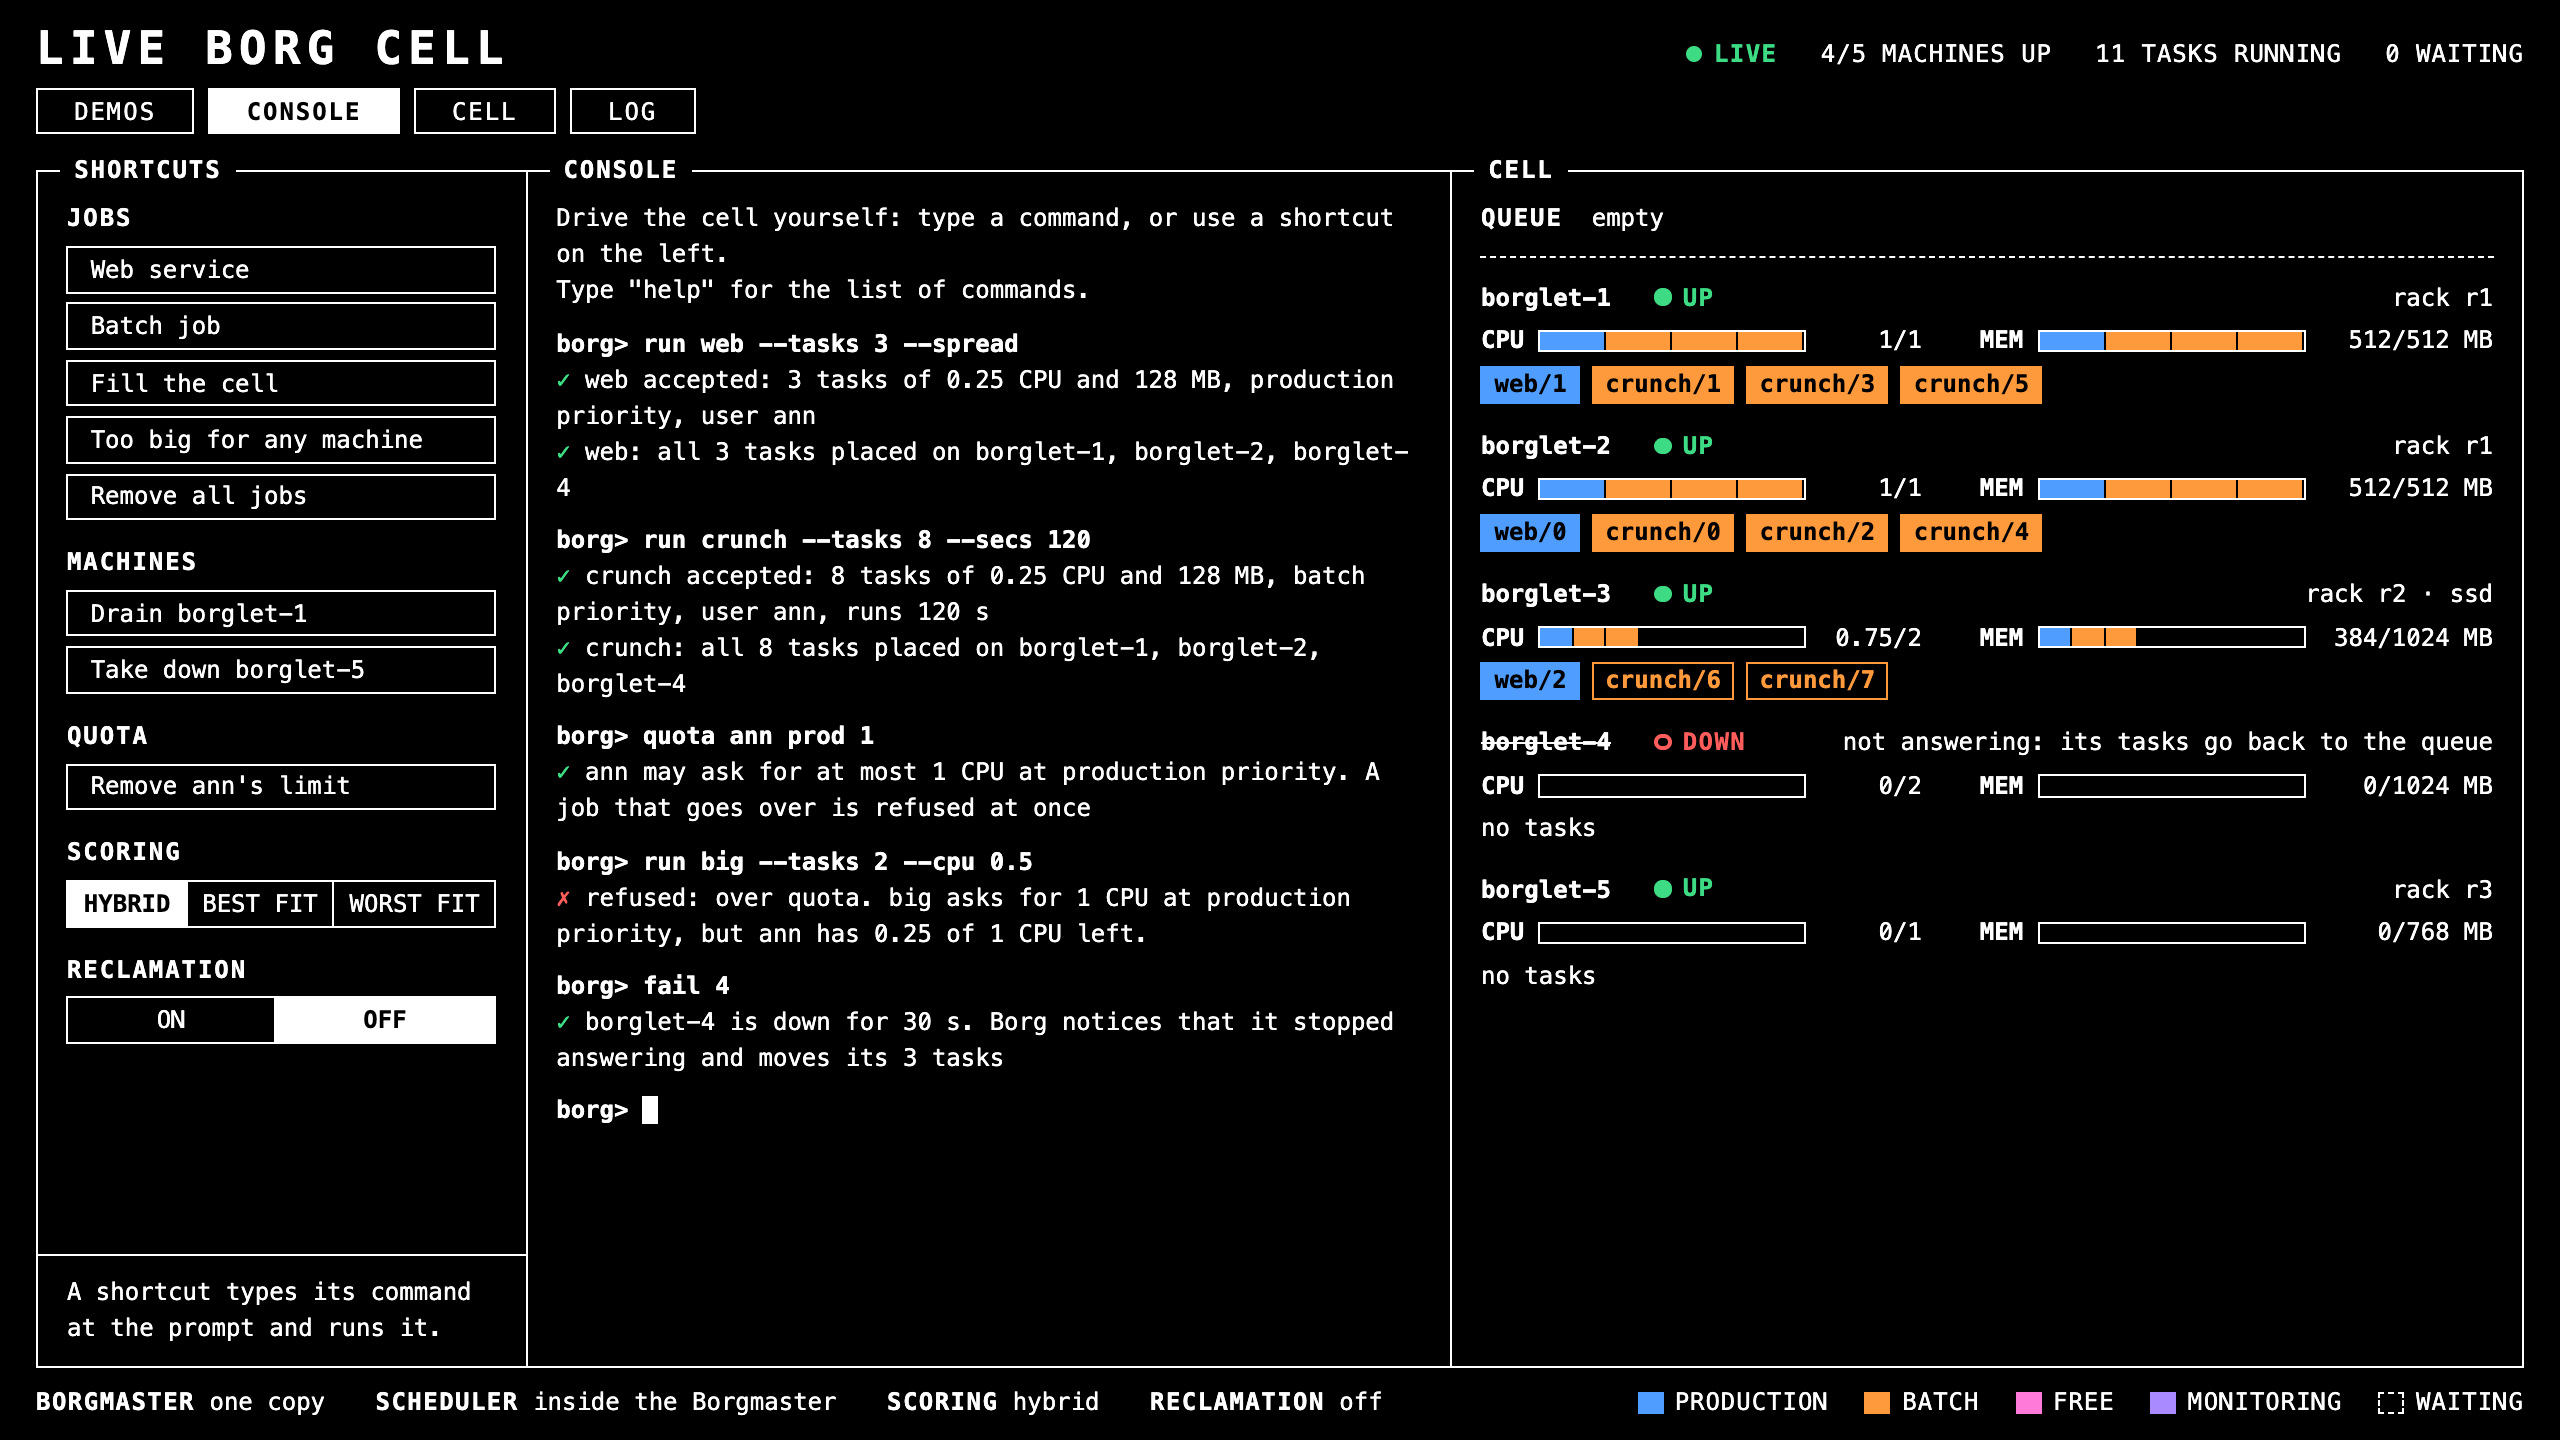 LIVE BORG CELL
LIVE 4/5 MACHINES UP 11 TASKS RUNNING 0 WAITING
DEMOS CONSOLE CELL LOG
SHORTCUTS
JOBS
Web service
Batch job
Fill the cell
Too big for any machine
Remove all jobs
MACHINES
Drain borglet-1
Take down borglet-5
QUOTA
Remove ann's limit
SCORING
HYBRID BEST FIT WORST FIT
RECLAMATION
ON OFF
A shortcut types its command
at the prompt and runs it.
CONSOLE
Drive the cell yourself: type a command, or use a shortcut
on the left.
Type "help" for the list of commands.
borg> run web --tasks 3 --spread
✓ web accepted: 3 tasks of 0.25 CPU and 128 MB, production
priority, user ann
✓ web: all 3 tasks placed on borglet-1, borglet-2, borglet-
4
borg> run crunch --tasks 8 --secs 120
✓ crunch accepted: 8 tasks of 0.25 CPU and 128 MB, batch
priority, user ann, runs 120 s
✓ crunch: all 8 tasks placed on borglet-1, borglet-2,
borglet-4
borg> quota ann prod 1
✓ ann may ask for at most 1 CPU at production priority. A
job that goes over is refused at once
borg> run big --tasks 2 --cpu 0.5
✗ refused: over quota. big asks for 1 CPU at production
priority, but ann has 0.25 of 1 CPU left.
borg> fail 4
✓ borglet-4 is down for 30 s. Borg notices that it stopped
answering and moves its 3 tasks
borg>
CELL
QUEUE empty
borglet-1 UP rack r1
CPU 1/1 MEM 512/512 MB
web/1 crunch/1 crunch/3 crunch/5
borglet-2 UP rack r1
CPU 1/1 MEM 512/512 MB
web/0 crunch/0 crunch/2 crunch/4
borglet-3 UP rack r2 · ssd
CPU 0.75/2 MEM 384/1024 MB
web/2 crunch/6 crunch/7
borglet-4 DOWN not answering: its tasks go back to the queue
CPU 0/2 MEM 0/1024 MB
no tasks
borglet-5 UP rack r3
CPU 0/1 MEM 0/768 MB
no tasks
BORGMASTER one copy SCHEDULER inside the Borgmaster SCORING hybrid RECLAMATION off
PRODUCTION BATCH FREE MONITORING WAITING